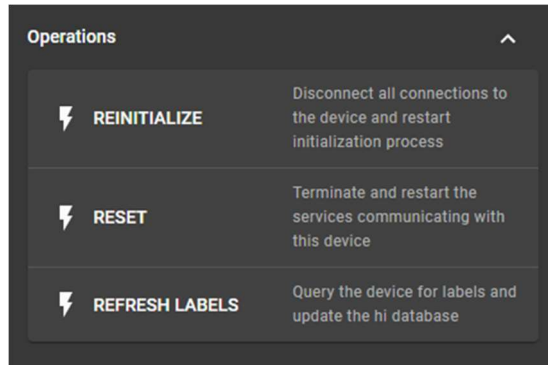 Operations
REINITIALIZE
Disconnect all connections to
the device and restart
initialization process
RESET
Terminate and restart the
services communicating with
this device
REFRESH LABELS
Query the device for labels and
update the hi database